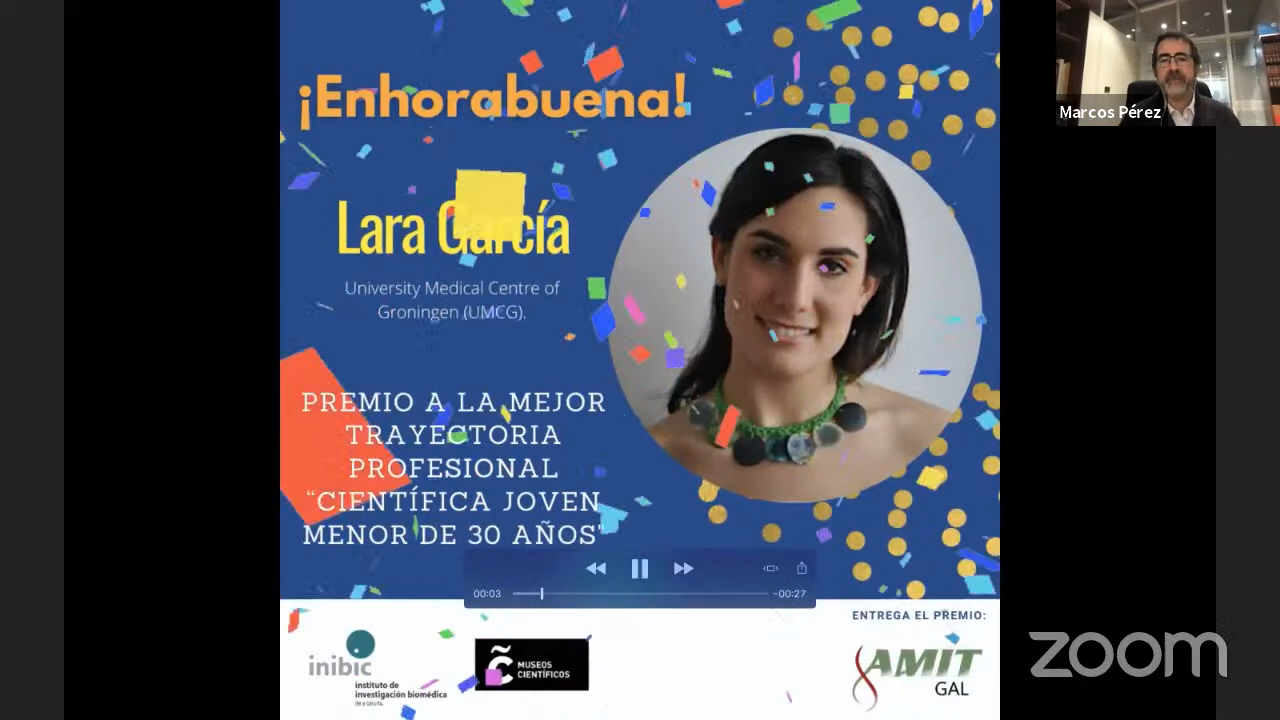 ¡Enhorabuena!
Marcos Pérez
Lara García
University Medical Centre of
Groningen (UMCG).
PREMIO A LA MEJOR
TRAYECTORIA
PROFESIONAL
“CIENTÍFICA JOVEN
MENOR DE 30 AÑOS"
00:03
−00:27
ENTREGA EL PREMIO:
inibic
instituto de
investigación biomédica
de a coruña.
MUSEOS
CIENTÍFICOS
AMIT
GAL
zoom